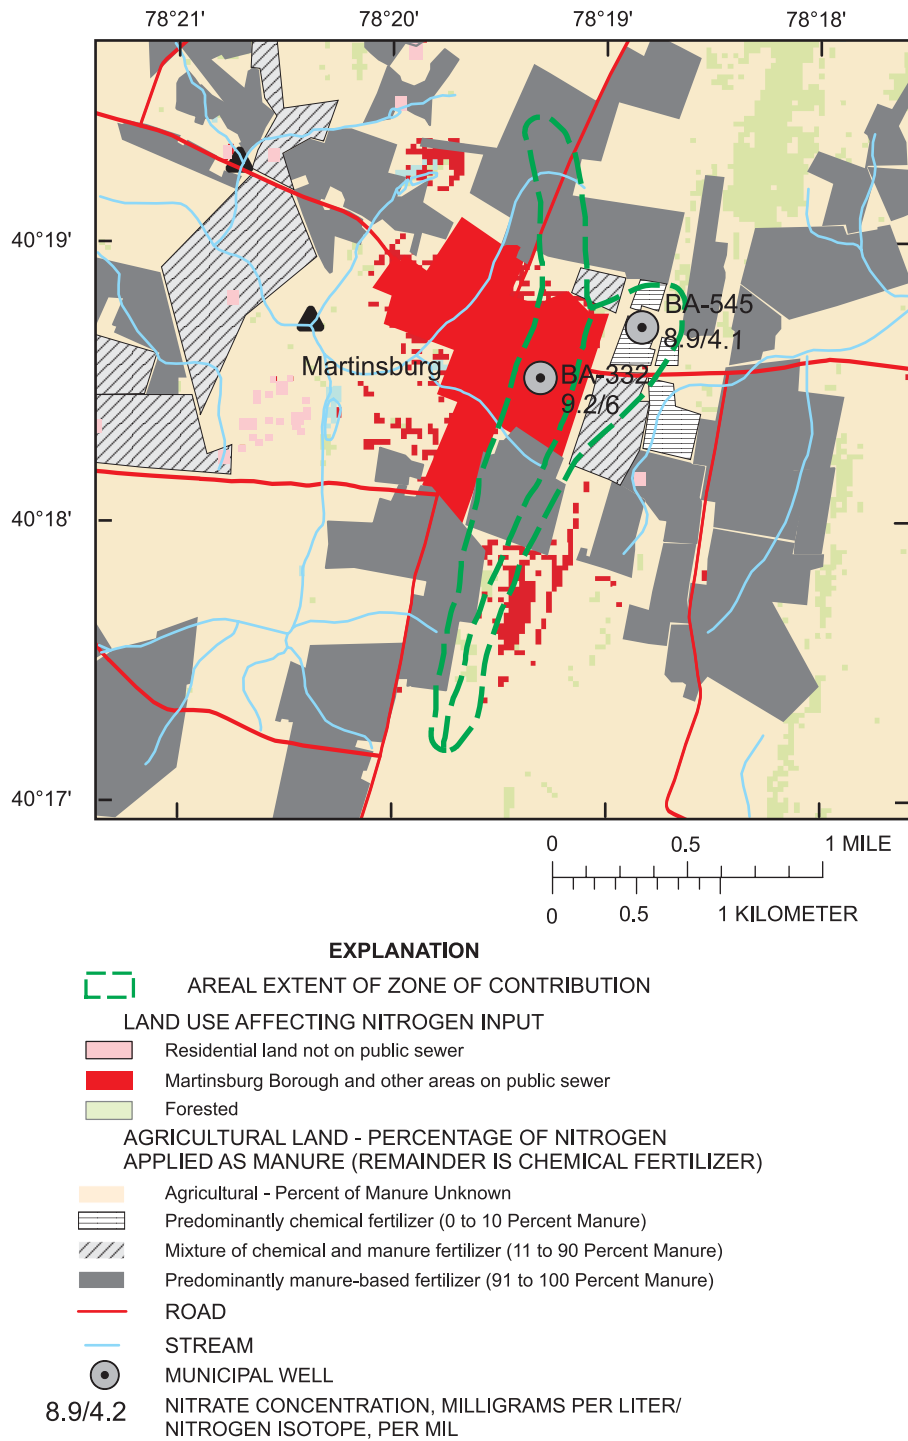 78°21' 78°20' 78°19' 78°18'
40°19'
BA-545
8.9/4.1
Martinsburg
BA-332
9.2/6
40°18'
40°17'
0 0.5 1 MILE
0 0.5 1 KILOMETER
EXPLANATION
AREAL EXTENT OF ZONE OF CONTRIBUTION
LAND USE AFFECTING NITROGEN INPUT
Residential land not on public sewer
Martinsburg Borough and other areas on public sewer
Forested
AGRICULTURAL LAND - PERCENTAGE OF NITROGEN
APPLIED AS MANURE (REMAINDER IS CHEMICAL FERTILIZER)
Agricultural - Percent of Manure Unknown
Predominantly chemical fertilizer (0 to 10 Percent Manure)
Mixture of chemical and manure fertilizer (11 to 90 Percent Manure)
Predominantly manure-based fertilizer (91 to 100 Percent Manure)
ROAD
STREAM
MUNICIPAL WELL
8.9/4.2 NITRATE CONCENTRATION, MILLIGRAMS PER LITER/
NITROGEN ISOTOPE, PER MIL